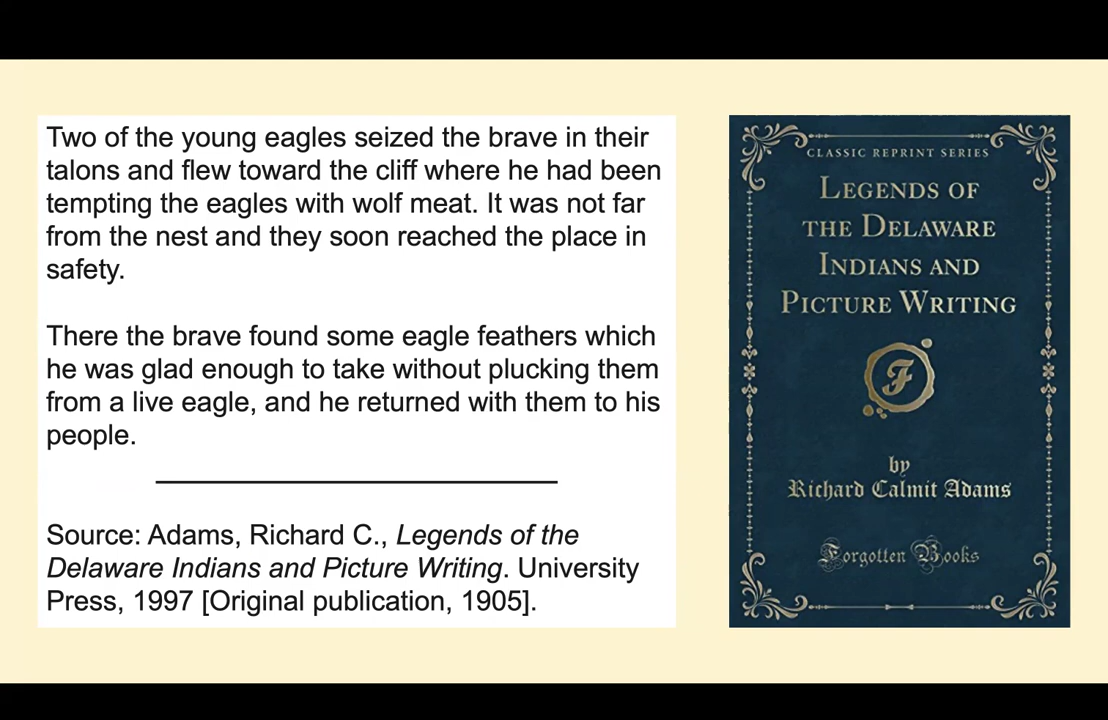 Two of the young eagles seized the brave in their
talons and flew toward the cliff where he had been
tempting the eagles with wolf meat. It was not far
from the nest and they soon reached the place in
safety.
There the brave found some eagle feathers which
he was glad enough to take without plucking them
from a live eagle, and he returned with them to his
people.
Source: Adams, Richard C., Legends of the
Delaware Indians and Picture Writing. University
Press, 1997 [Original publication, 1905].
CLASSIC REPRINT SERIES
LEGENDS OF
THE DELAWARE
INDIANS AND
PICTURE WRITING
F
by
Richard Calmit Adams
Forgotten Books